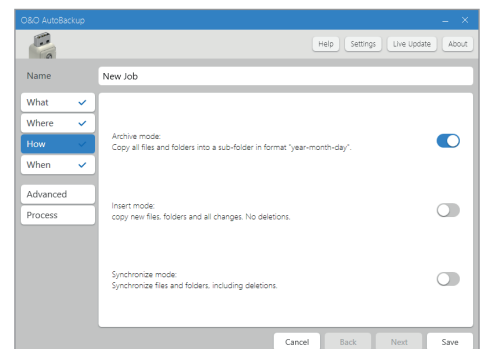 O&O AutoBackup
Help Settings Live Update About
Name New Job
What
Where
How
When
Advanced
Process
Archive mode:
Copy all files and folders into a sub-folder in format "year-month-day".
Insert mode:
copy new files, folders and all changes. No deletions.
Synchronize mode:
Synchronize files and folders, including deletions.
Cancel Back Next Save